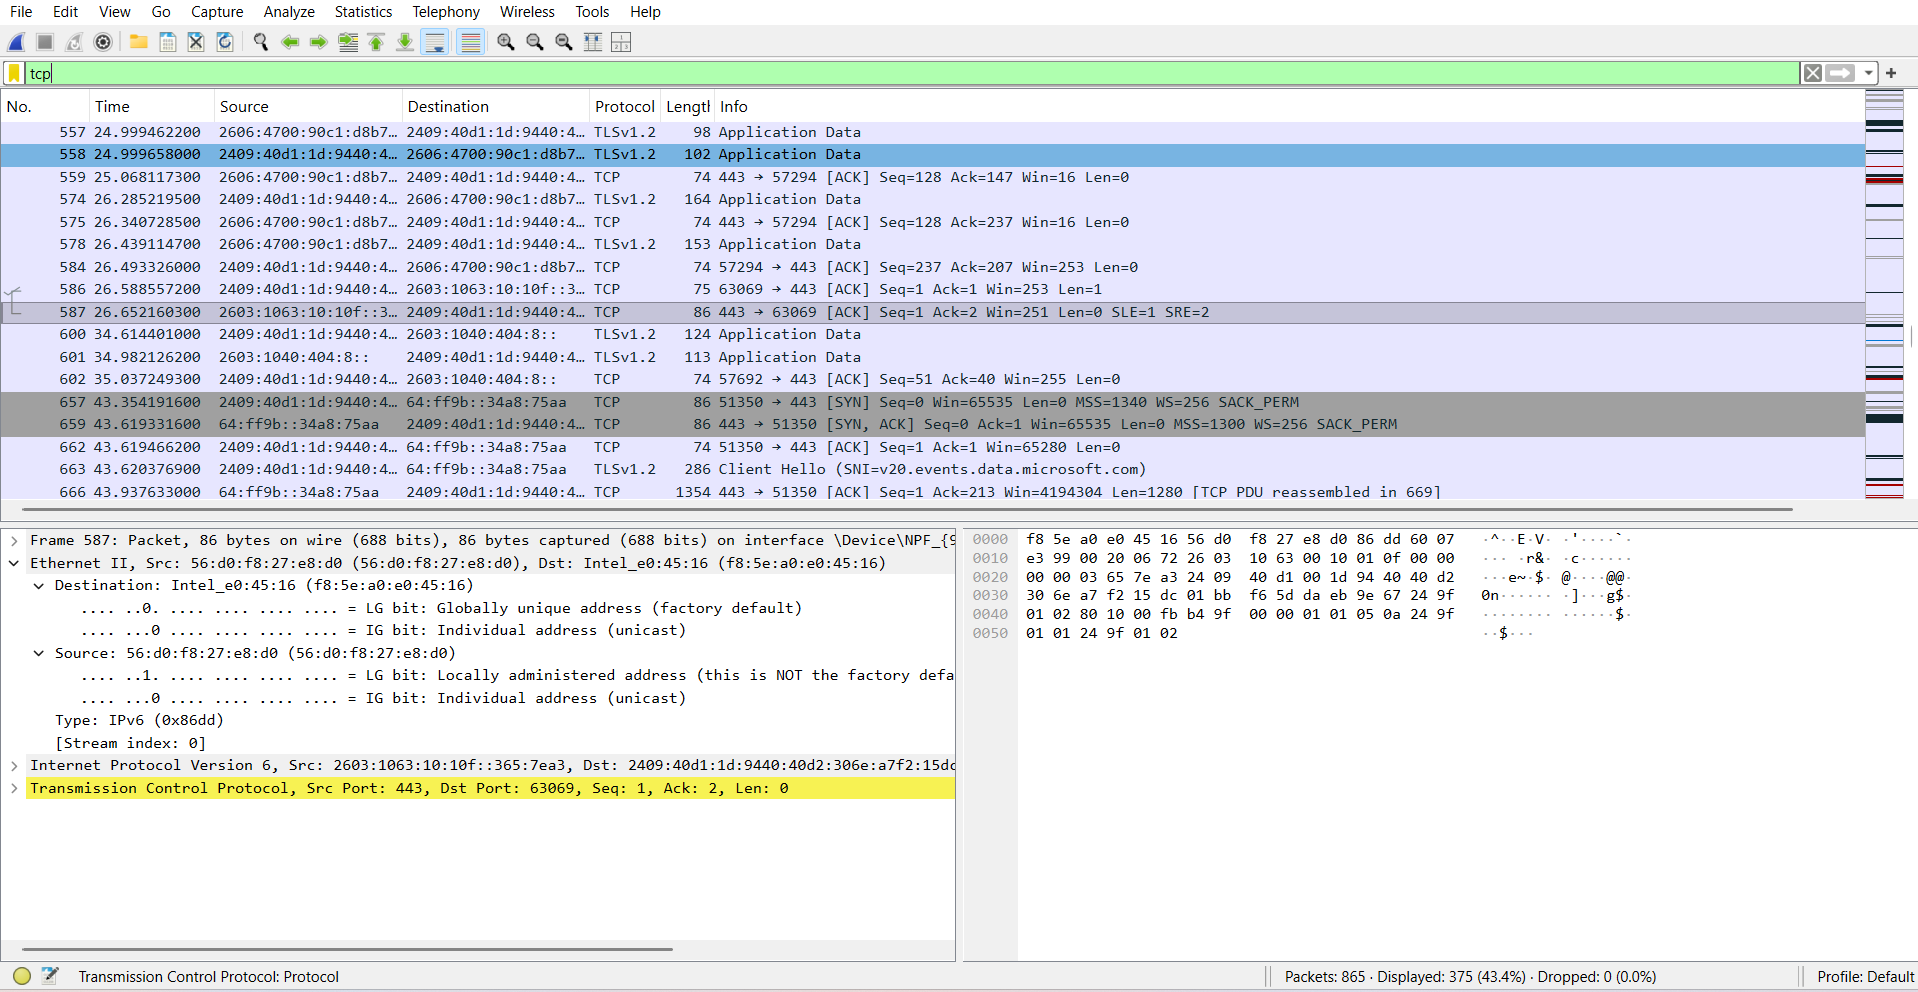 File Edit View Go Capture Analyze Statistics Telephony Wireless Tools Help
tcp
No. Time Source Destination Protocol Length Info
557 24.999462200 2606:4700:90c1:d8b7… 2409:40d1:1d:9440:4… TLSv1.2 98 Application Data
558 24.999658000 2409:40d1:1d:9440:4… 2606:4700:90c1:d8b7… TLSv1.2 102 Application Data
559 25.068117300 2606:4700:90c1:d8b7… 2409:40d1:1d:9440:4… TCP 74 443 → 57294 [ACK] Seq=128 Ack=147 Win=16 Len=0
574 26.285219500 2409:40d1:1d:9440:4… 2606:4700:90c1:d8b7… TLSv1.2 164 Application Data
575 26.340728500 2606:4700:90c1:d8b7… 2409:40d1:1d:9440:4… TCP 74 443 → 57294 [ACK] Seq=128 Ack=237 Win=16 Len=0
578 26.439114700 2606:4700:90c1:d8b7… 2409:40d1:1d:9440:4… TLSv1.2 153 Application Data
584 26.493326000 2409:40d1:1d:9440:4… 2606:4700:90c1:d8b7… TCP 74 57294 → 443 [ACK] Seq=237 Ack=207 Win=253 Len=0
586 26.588557200 2409:40d1:1d:9440:4… 2603:1063:10:10f::3… TCP 75 63069 → 443 [ACK] Seq=1 Ack=1 Win=253 Len=1
587 26.652160300 2603:1063:10:10f::3… 2409:40d1:1d:9440:4… TCP 86 443 → 63069 [ACK] Seq=1 Ack=2 Win=251 Len=0 SLE=1 SRE=2
600 34.614401000 2409:40d1:1d:9440:4… 2603:1040:404:8:: TLSv1.2 124 Application Data
601 34.982126200 2603:1040:404:8:: 2409:40d1:1d:9440:4… TLSv1.2 113 Application Data
602 35.037249300 2409:40d1:1d:9440:4… 2603:1040:404:8:: TCP 74 57692 → 443 [ACK] Seq=51 Ack=40 Win=255 Len=0
657 43.354191600 2409:40d1:1d:9440:4… 64:ff9b::34a8:75aa TCP 86 51350 → 443 [SYN] Seq=0 Win=65535 Len=0 MSS=1340 WS=256 SACK_PERM
659 43.619331600 64:ff9b::34a8:75aa 2409:40d1:1d:9440:4… TCP 86 443 → 51350 [SYN, ACK] Seq=0 Ack=1 Win=65535 Len=0 MSS=1300 WS=256 SACK_PERM
662 43.619466200 2409:40d1:1d:9440:4… 64:ff9b::34a8:75aa TCP 74 51350 → 443 [ACK] Seq=1 Ack=1 Win=65280 Len=0
663 43.620376900 2409:40d1:1d:9440:4… 64:ff9b::34a8:75aa TLSv1.2 286 Client Hello (SNI=v20.events.data.microsoft.com)
666 43.937633000 64:ff9b::34a8:75aa 2409:40d1:1d:9440:4… TCP 1354 443 → 51350 [ACK] Seq=1 Ack=213 Win=4194304 Len=1280 [TCP PDU reassembled in 669]
Frame 587: Packet, 86 bytes on wire (688 bits), 86 bytes captured (688 bits) on interface \Device\NPF_{9
Ethernet II, Src: 56:d0:f8:27:e8:d0 (56:d0:f8:27:e8:d0), Dst: Intel_e0:45:16 (f8:5e:a0:e0:45:16)
Destination: Intel_e0:45:16 (f8:5e:a0:e0:45:16)
.... ..0. .... .... .... .... = LG bit: Globally unique address (factory default)
.... ...0 .... .... .... .... = IG bit: Individual address (unicast)
Source: 56:d0:f8:27:e8:d0 (56:d0:f8:27:e8:d0)
.... ..1. .... .... .... .... = LG bit: Locally administered address (this is NOT the factory defa
.... ...0 .... .... .... .... = IG bit: Individual address (unicast)
Type: IPv6 (0x86dd)
[Stream index: 0]
Internet Protocol Version 6, Src: 2603:1063:10:10f::365:7ea3, Dst: 2409:40d1:1d:9440:40d2:306e:a7f2:15dc
Transmission Control Protocol, Src Port: 443, Dst Port: 63069, Seq: 1, Ack: 2, Len: 0
0000 f8 5e a0 e0 45 16 56 d0 f8 27 e8 d0 86 dd 60 07 ·^··E·V· ·'····`·
0010 e3 99 00 20 06 72 26 03 10 63 00 10 01 0f 00 00 ··· ·r&· ·c······
0020 00 00 03 65 7e a3 24 09 40 d1 00 1d 94 40 40 d2 ···e~·$· @····@@·
0030 30 6e a7 f2 15 dc 01 bb f6 5d da eb 9e 67 24 9f 0n······ ·]···g$·
0040 01 02 80 10 00 fb b4 9f 00 00 01 01 05 0a 24 9f ········ ······$·
0050 01 01 24 9f 01 02 ··$···
Transmission Control Protocol: Protocol
Packets: 865 · Displayed: 375 (43.4%) · Dropped: 0 (0.0%)
Profile: Default